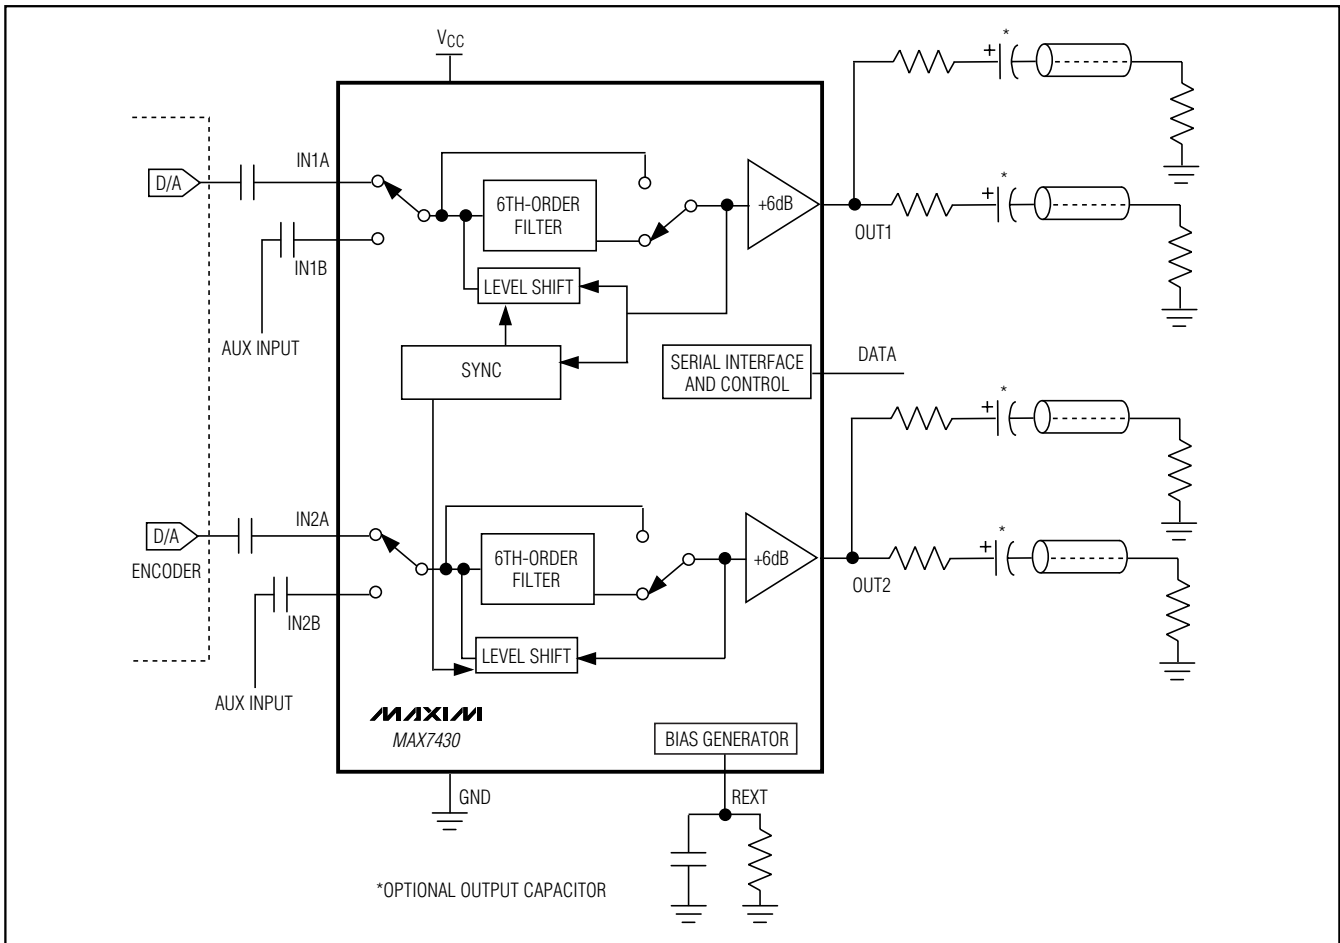 VCC
*
+
IN1A
D/A
6TH-ORDER
FILTER
+6dB
*
+
OUT1
IN1B
LEVEL SHIFT
AUX INPUT
SYNC
SERIAL INTERFACE
AND CONTROL
DATA
*
+
IN2A
D/A
ENCODER
6TH-ORDER
FILTER
+6dB
*
+
OUT2
IN2B
LEVEL SHIFT
AUX INPUT
MAXIM
MAX7430
BIAS GENERATOR
GND
REXT
*OPTIONAL OUTPUT CAPACITOR